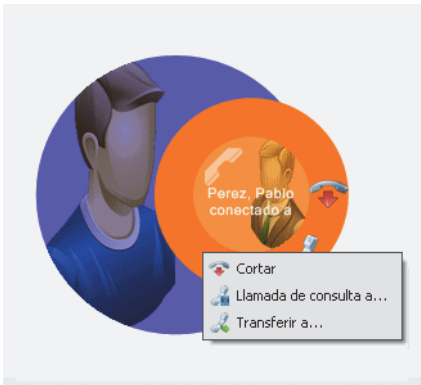 Perez, Pablo
conectado a
Cortar
Llamada de consulta a...
Transferir a...